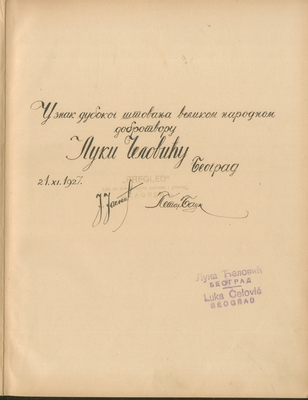 У знак дубоког штовања великом народном
добротвору
Луки Ћеловићу
Београд
21. XI. 1927.
Лука Ћеловић
БЕОГРАД
Luka Ćelović
BEOGRAD